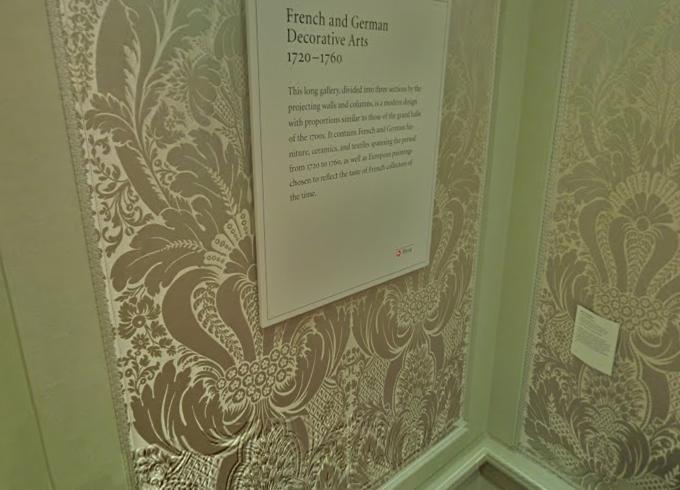 French and German
Decorative Arts
1720–1760
This long gallery, divided into three sections by the
projecting walls and columns, is a modern design
with proportions similar to those of the grand halls
of the 1700s. It contains French and German fur-
niture, ceramics, and textiles spanning the period
from 1720 to 1760, as well as European paintings
chosen to reflect the taste of French collectors of
the time.